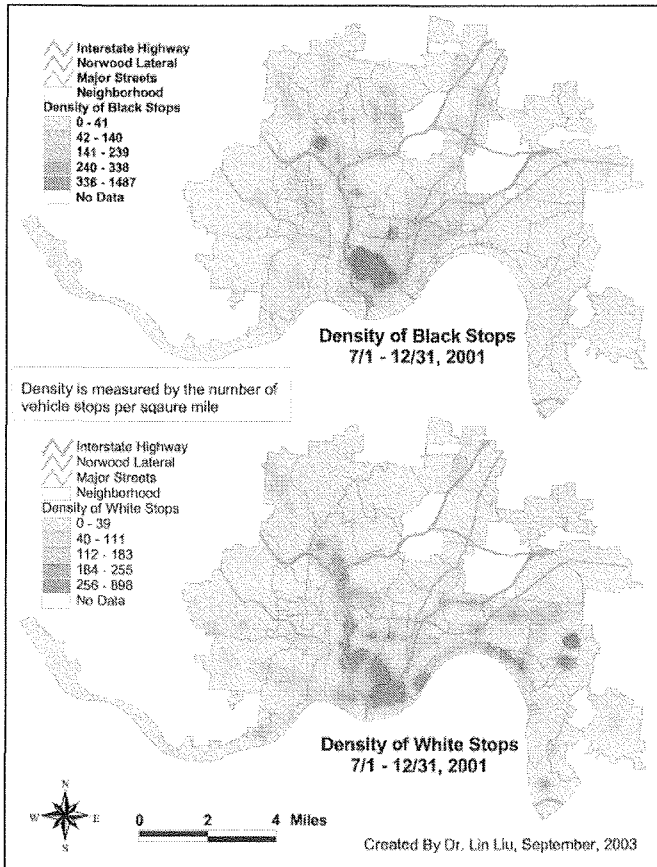 Interstate Highway
Norwood Lateral
Major Streets
Neighborhood
Density of Black Stops
0 - 41
42 - 140
141 - 239
240 - 338
338 - 1487
No Data
Density of Black Stops
7/1 - 12/31, 2001
Density is measured by the number of
vehicle stops per sqaure mile
Interstate Highway
Norwood Lateral
Major Streets
Neighborhood
Density of White Stops
0 - 39
40 - 111
112 - 183
184 - 255
256 - 898
No Data
Density of White Stops
7/1 - 12/31, 2001
N
W E
S
0 2 4 Miles
Created By Dr. Lin Liu, September, 2003